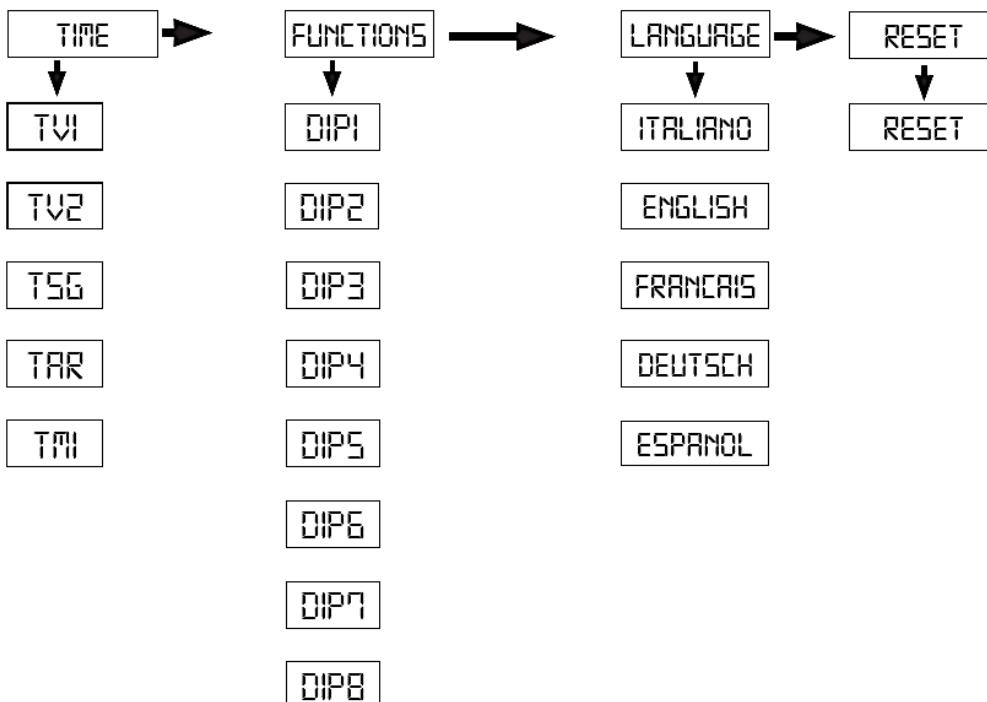 TIME FUNCTIONS LANGUAGE RESET
TV1 DIP1 ITALIANO RESET
TV2 DIP2 ENGLISH
TSG DIP3 FRANCAIS
TAR DIP4 DEUTSCH
TM1 DIP5 ESPANOL
DIP6
DIP7
DIP8